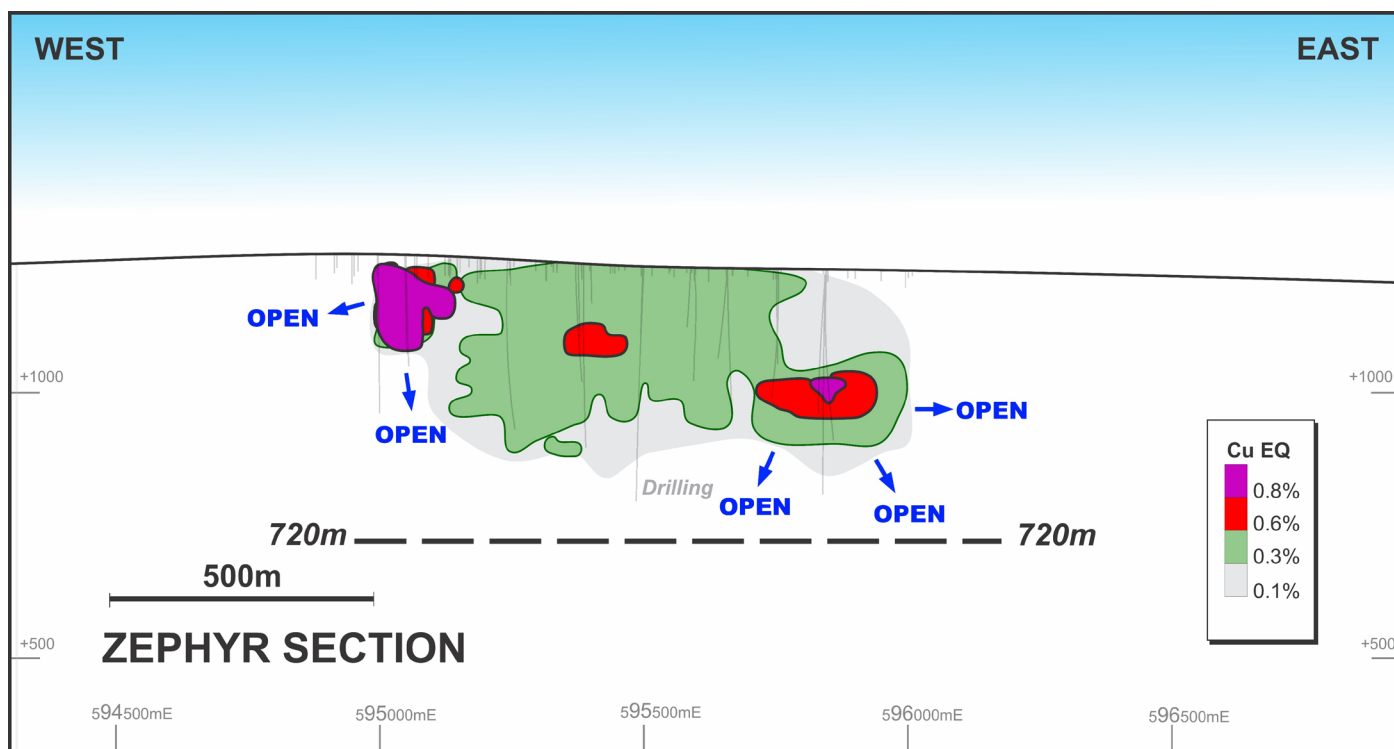 WEST
EAST
OPEN
+1000
+1000
OPEN
OPEN
Cu EQ
0.8%
0.6%
0.3%
0.1%
Drilling
OPEN
OPEN
720m
720m
500m
ZEPHYR SECTION
+500
+500
594500mE
595000mE
595500mE
596000mE
596500mE